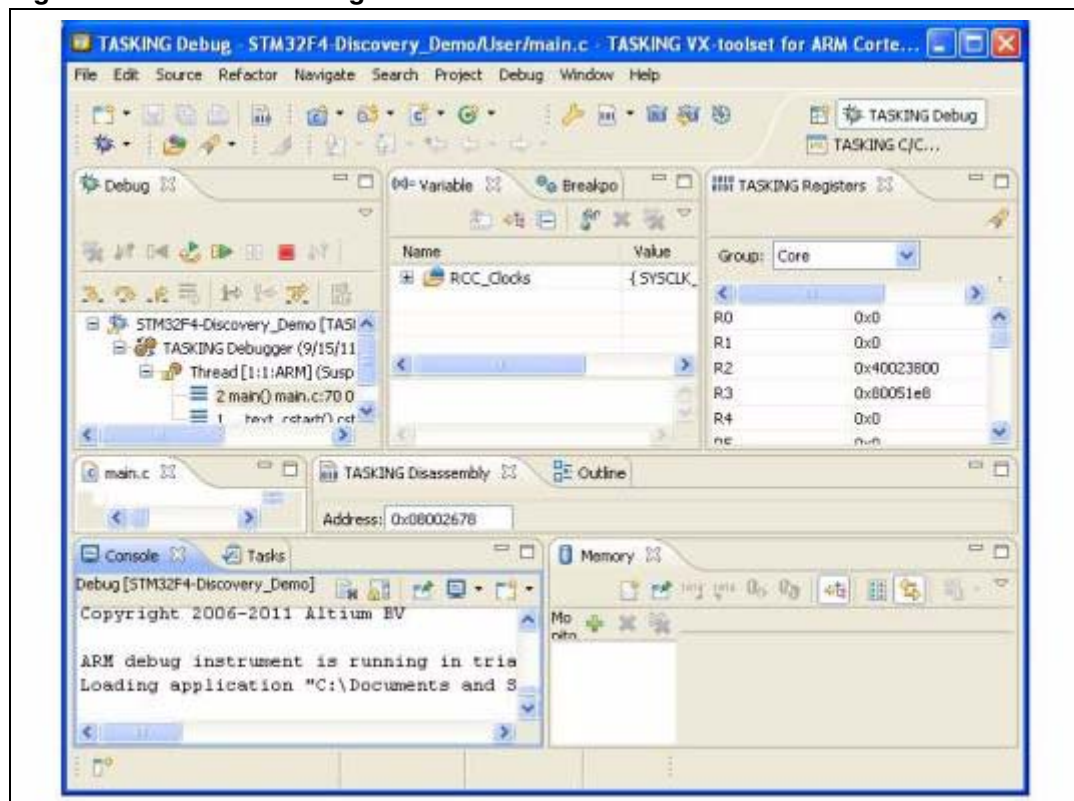 TASKING Debug - STM32F4-Discovery_Demo/User/main.c - TASKING VX-toolset for ARM Corte...
File Edit Source Refactor Navigate Search Project Debug Window Help
TASKING Debug
TASKING C/C...
Debug
Variable
Breakpo
TASKING Registers
Name Value
RCC_Clocks {SYSCLK_
Group: Core
STM32F4-Discovery_Demo [TASI
TASKING Debugger (9/15/11
Thread [1:1:ARM] (Susp
2 main() main.c:70 0
R0 0x0
R1 0x0
R2 0x40023800
R3 0x80051e8
R4 0x0
main.c
TASKING Disassembly
Outline
Address: 0x08002678
Console
Tasks
Memory
Debug [STM32F4-Discovery_Demo]
Copyright 2006-2011 Altium BV
ARM debug instrument is running in tria
Loading application "C:\Documents and S
Mo